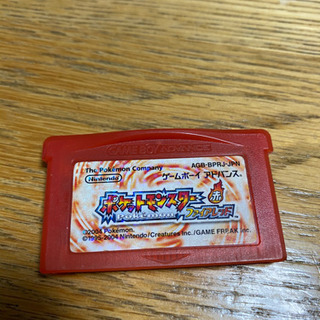 AGB-BPRJ-JPN
The Pokémon Company
Nintendo
ゲームボーイ アドバンス
ポケットモンスター
POKÉMON
赤
ファイアレッド
©2004 Pokémon.
©1995-2004 Nintendo/Creatures inc./GAME FREAK inc.